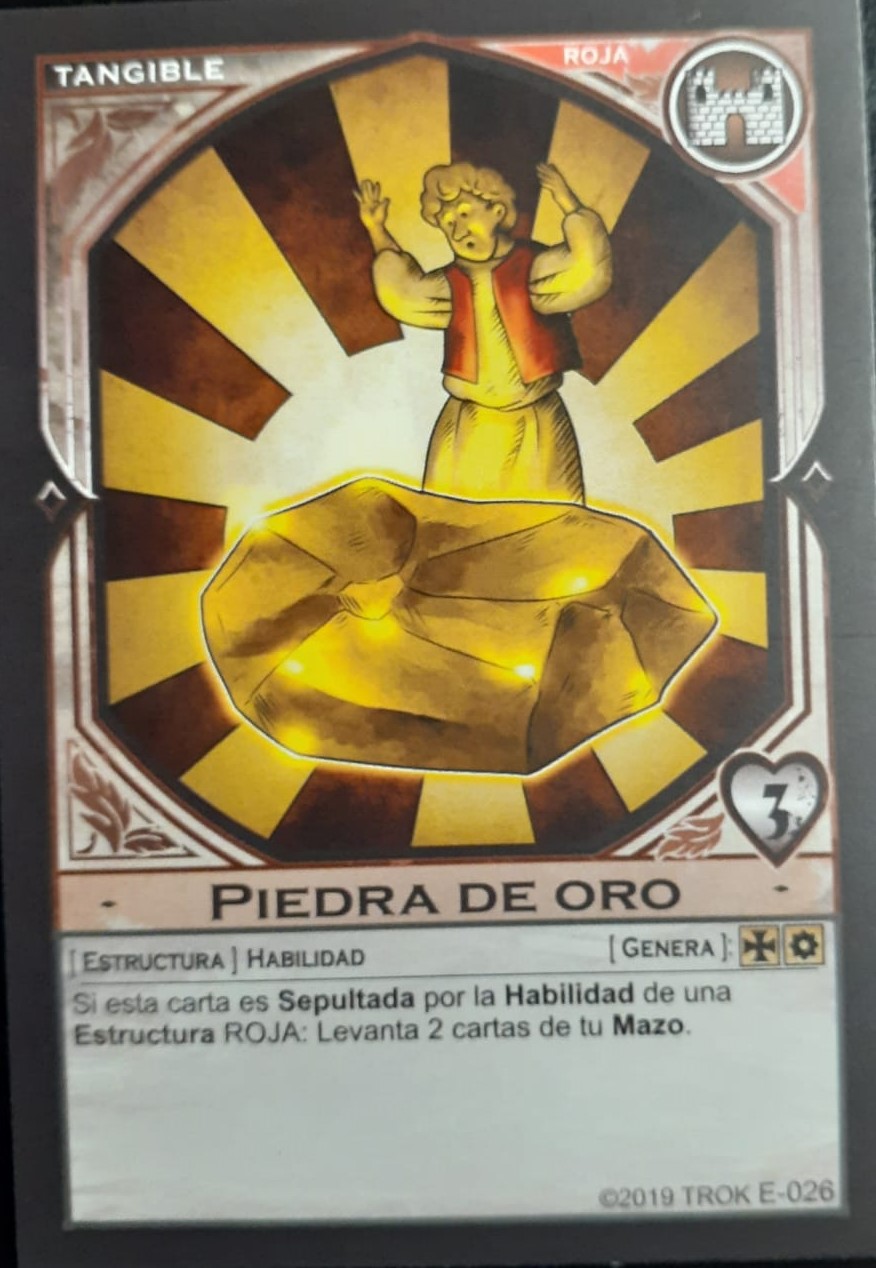 TANGIBLE
ROJA
3
PIEDRA DE ORO
[ESTRUCTURA] HABILIDAD
[GENERA]:
Si esta carta es Sepultada por la Habilidad de una
Estructura ROJA: Levanta 2 cartas de tu Mazo.
©2019 TROK E-026